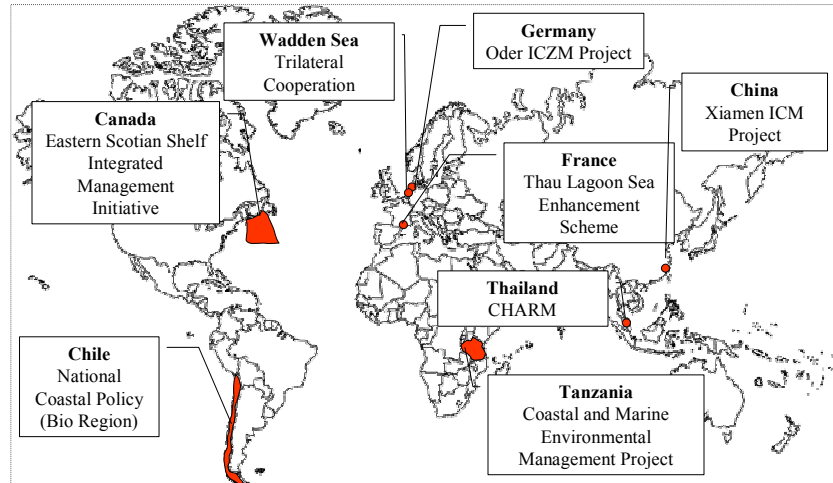 Wadden Sea
Trilateral
Cooperation
Germany
Oder ICZM Project
China
Xiamen ICM
Project
Canada
Eastern Scotian Shelf
Integrated
Management
Initiative
France
Thau Lagoon Sea
Enhancement
Scheme
Thailand
CHARM
Chile
National
Coastal Policy
(Bio Region)
Tanzania
Coastal and Marine
Environmental
Management Project